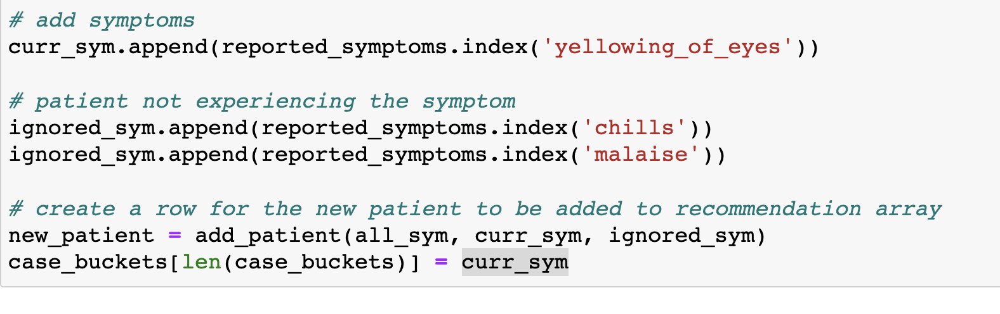 # add symptoms
curr_sym.append(reported_symptoms.index('yellowing_of_eyes'))
# patient not experiencing the symptom
ignored_sym.append(reported_symptoms.index('chills'))
ignored_sym.append(reported_symptoms.index('malaise'))
# create a row for the new patient to be added to recommendation array
new_patient = add_patient(all_sym, curr_sym, ignored_sym)
case_buckets[len(case_buckets)] = curr_sym